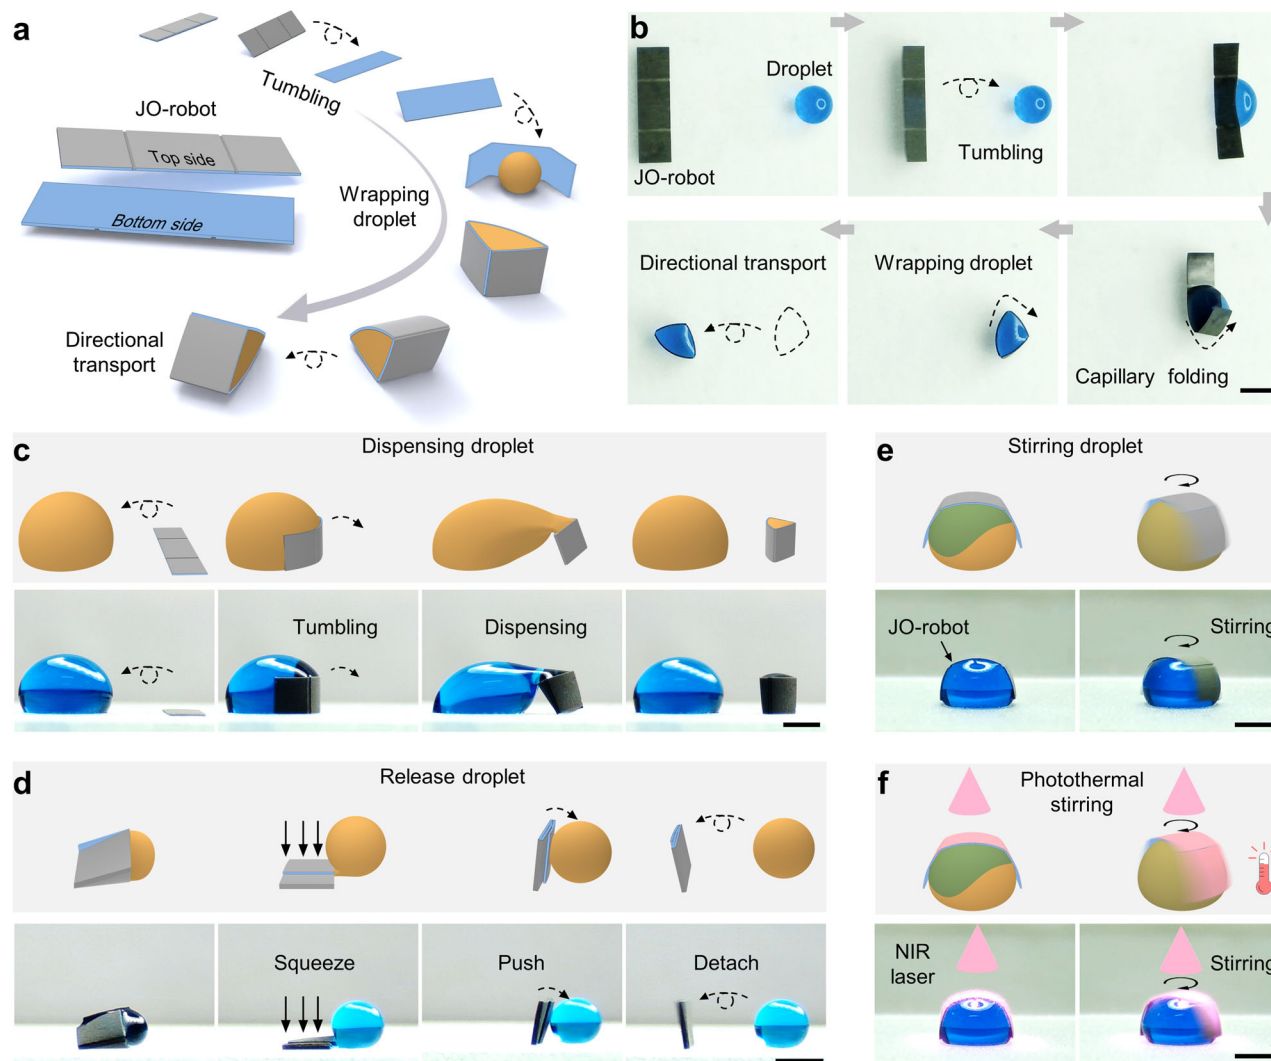 a
Tumbling
JO-robot
Top side
Bottom side
Wrapping
droplet
Directional
transport
b
Droplet
JO-robot
Tumbling
Directional transport
Wrapping droplet
Capillary folding
c
Dispensing droplet
Tumbling
Dispensing
d
Release droplet
Squeeze
Push
Detach
e
Stirring droplet
JO-robot
Stirring
f
Photothermal
stirring
NIR
laser
Stirring